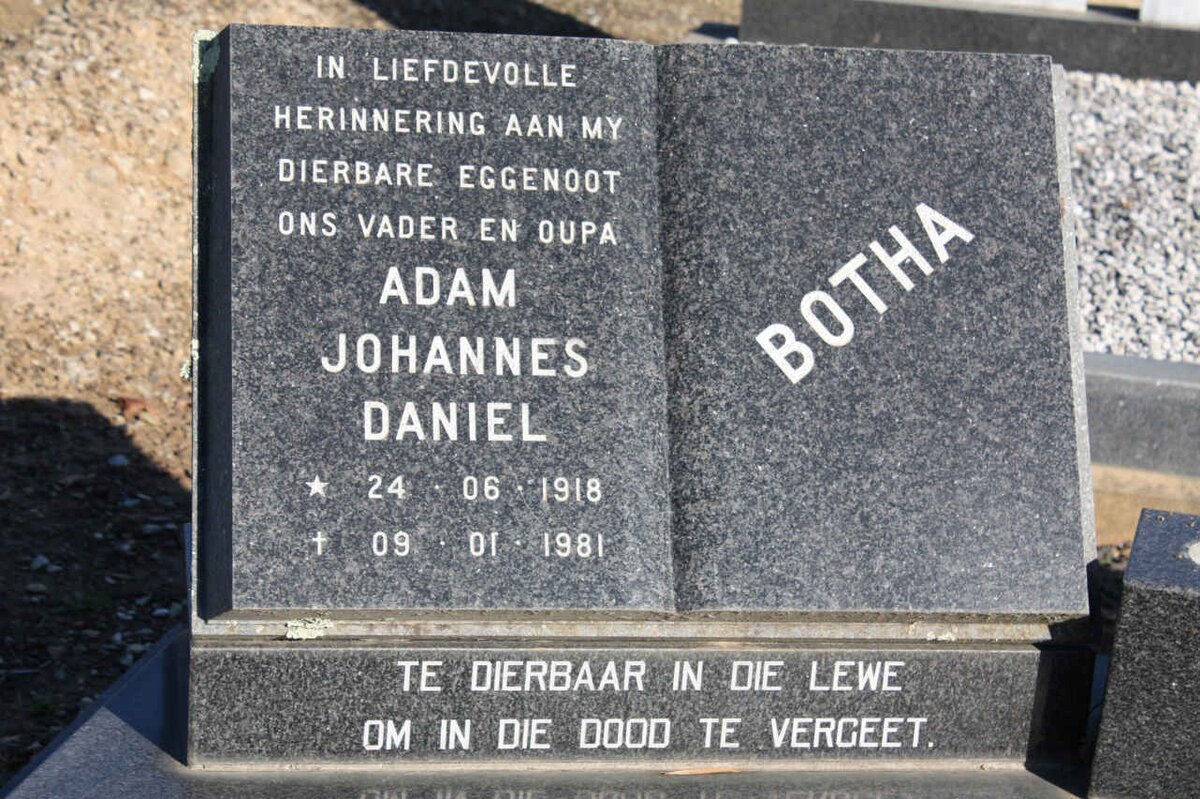 IN LIEFDEVOLLE
HERINNERING AAN MY
DIERBARE EGGENOOT
ONS VADER EN OUPA
ADAM
JOHANNES
DANIEL
★ 24 · 06 · 1918
✝ 09 · 01 · 1981
BOTHA
TE DIERBAAR IN DIE LEWE
OM IN DIE DOOD TE VERGEET.